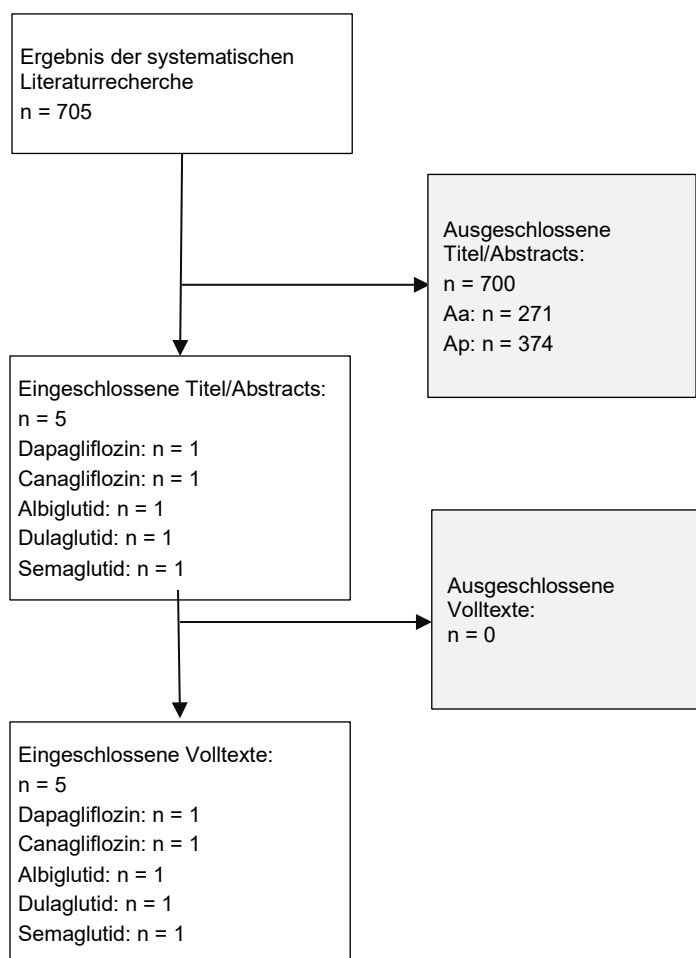 Ergebnis der systematischen
Literaturrecherche
n = 705
Ausgeschlossene
Titel/Abstracts:
n = 700
Aa: n = 271
Ap: n = 374
Eingeschlossene Titel/Abstracts:
n = 5
Dapagliflozin: n = 1
Canagliflozin: n = 1
Albiglutid: n = 1
Dulaglutid: n = 1
Semaglutid: n = 1
Ausgeschlossene
Volltexte:
n = 0
Eingeschlossene Volltexte:
n = 5
Dapagliflozin: n = 1
Canagliflozin: n = 1
Albiglutid: n = 1
Dulaglutid: n = 1
Semaglutid: n = 1